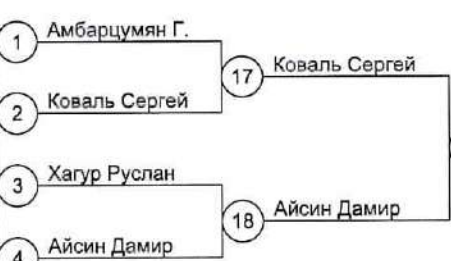 1 Амбарцумян Г.
17 Коваль Сергей
2 Коваль Сергей
3 Хагур Руслан
18 Айсин Дамир
4 Айсин Дамир